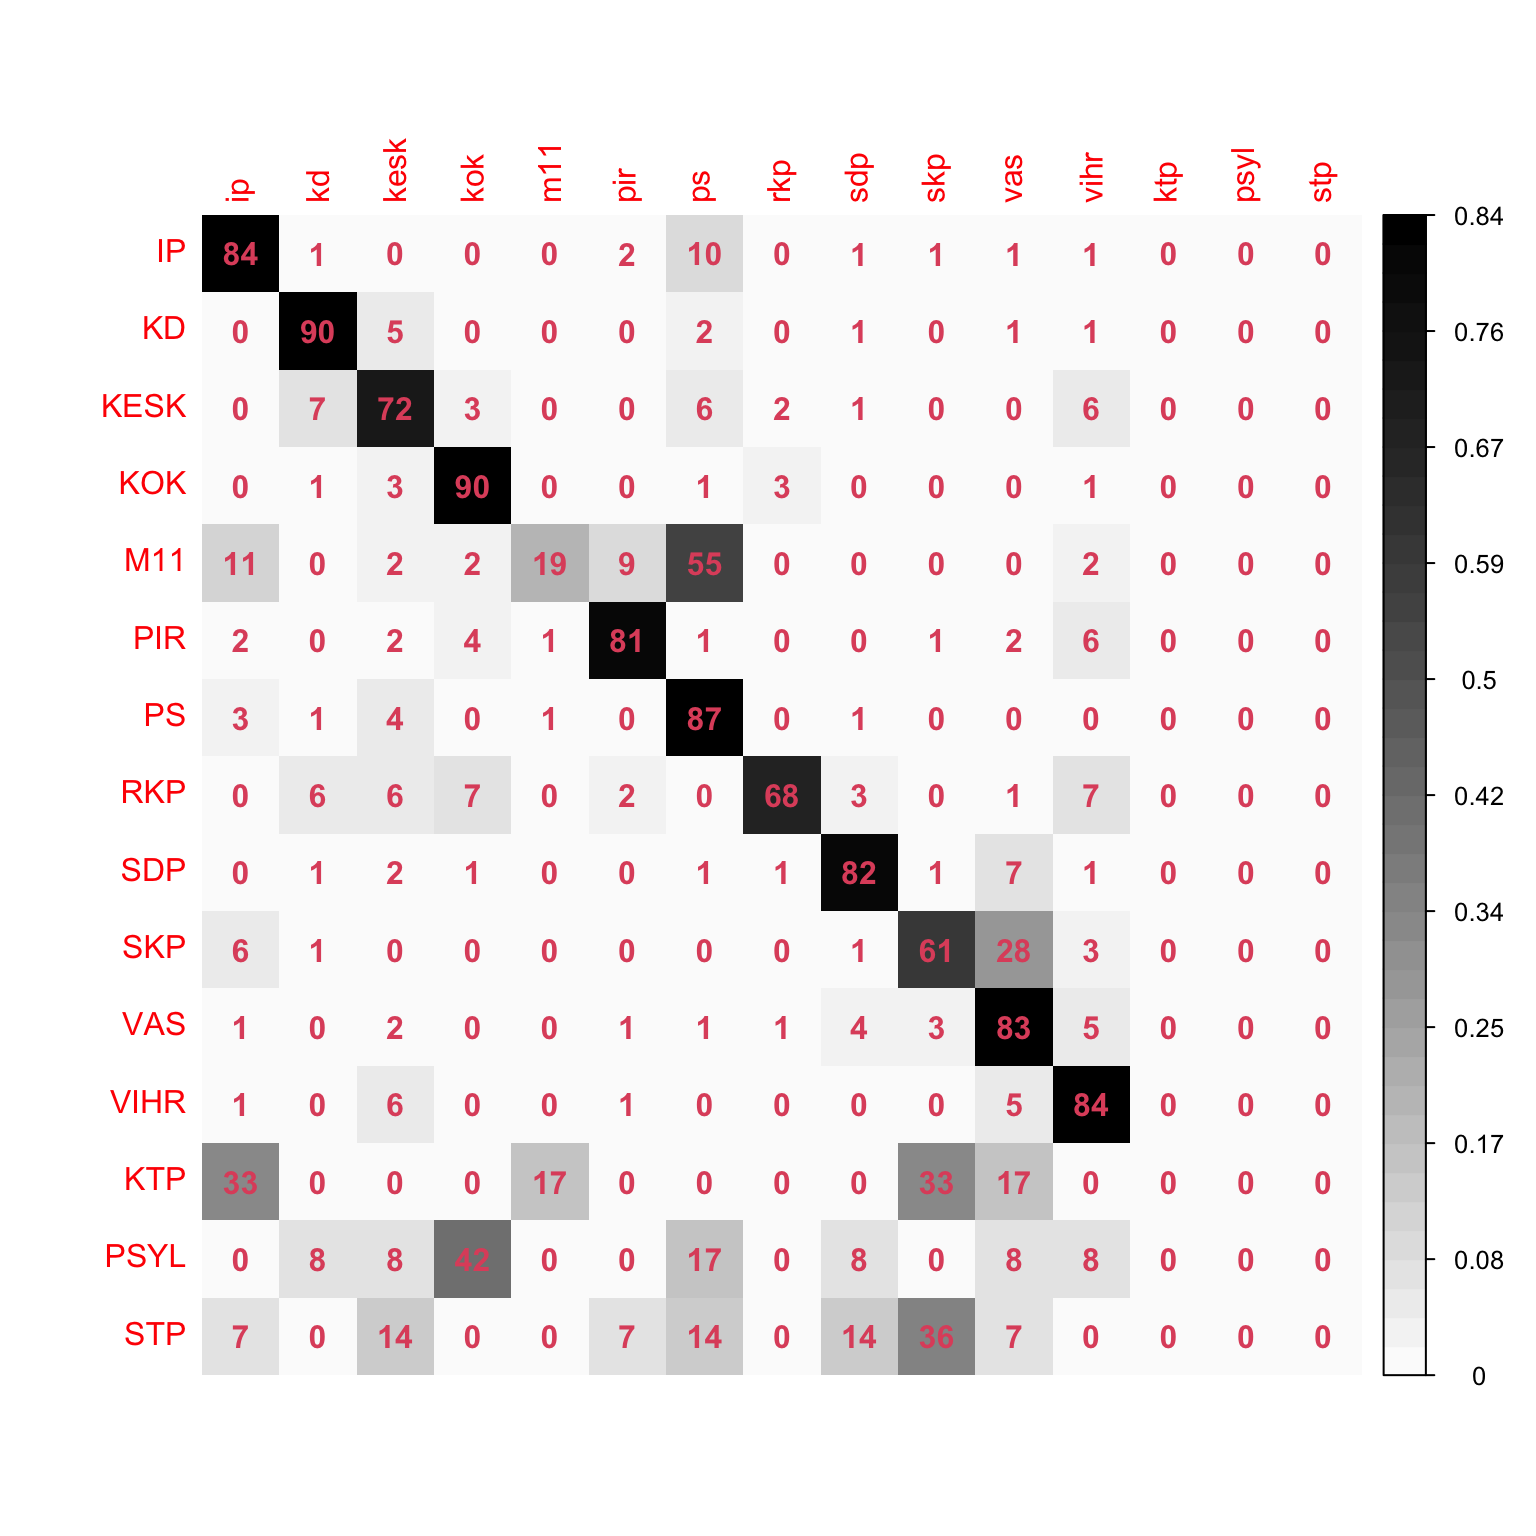 ip kd kesk kok m11 pir ps rkp sdp skp vas vihr ktp psyl stp
IP 84 1 0 0 0 2 10 0 1 1 1 1 0 0 0
KD 0 90 5 0 0 0 2 0 1 0 1 1 0 0 0
KESK 0 7 72 3 0 0 6 2 1 0 0 6 0 0 0
KOK 0 1 3 90 0 0 1 3 0 0 0 1 0 0 0
M11 11 0 2 2 19 9 55 0 0 0 0 2 0 0 0
PIR 2 0 2 4 1 81 1 0 0 1 2 6 0 0 0
PS 3 1 4 0 1 0 87 0 1 0 0 0 0 0 0
RKP 0 6 6 7 0 2 0 68 3 0 1 7 0 0 0
SDP 0 1 2 1 0 0 1 1 82 1 7 1 0 0 0
SKP 6 1 0 0 0 0 0 0 1 61 28 3 0 0 0
VAS 1 0 2 0 0 1 1 1 4 3 83 5 0 0 0
VIHR 1 0 6 0 0 1 0 0 0 0 5 84 0 0 0
KTP 33 0 0 0 17 0 0 0 0 33 17 0 0 0 0
PSYL 0 8 8 42 0 0 17 0 8 0 8 8 0 0 0
STP 7 0 14 0 0 7 14 0 14 36 7 0 0 0 0
0.84
0.76
0.67
0.59
0.5
0.42
0.34
0.25
0.17
0.08
0